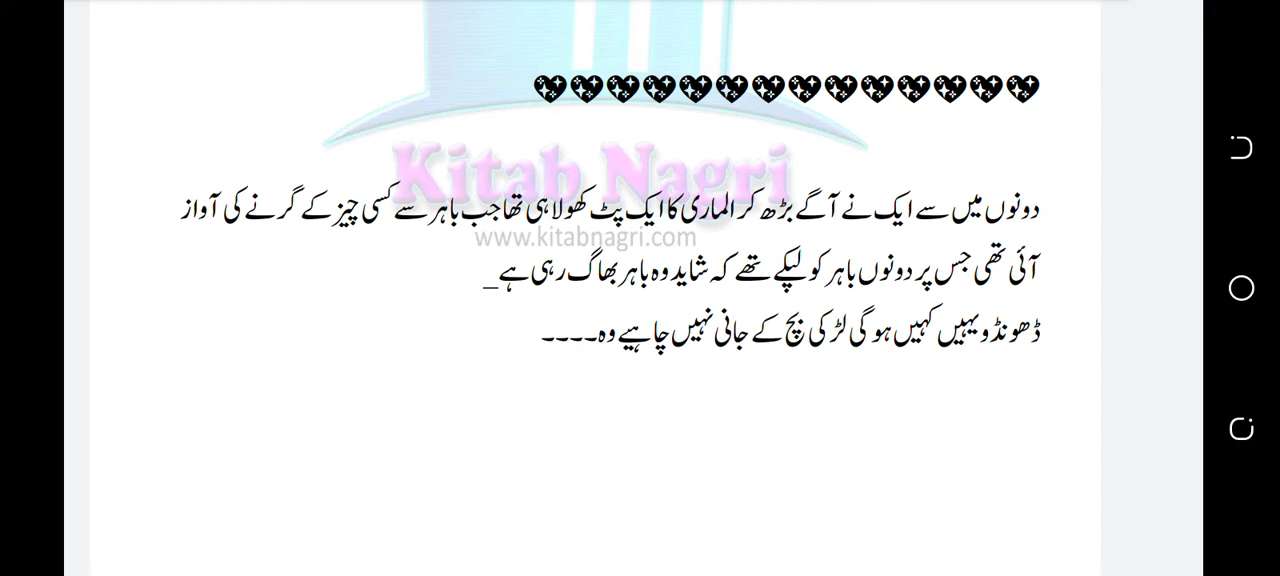 💖💖💖💖💖💖💖💖💖💖💖💖💖💖
Kitab Nagri
دونوں میں سے ایک نے آگے بڑھ کر الماری کا ایک پٹ کھولا ہی تھا جب باہر سے کسی چیز کے گرنے کی آواز
www.kitabnagri.com
آئی تھی جس پر دونوں باہر کو لپکے تھے کہ شاید وہ باہر بھاگ رہی ہے_
ڈھونڈو یہیں کہیں ہو گی لڑکی بچ کے جانی نہیں چاہیے وہ۔۔۔۔